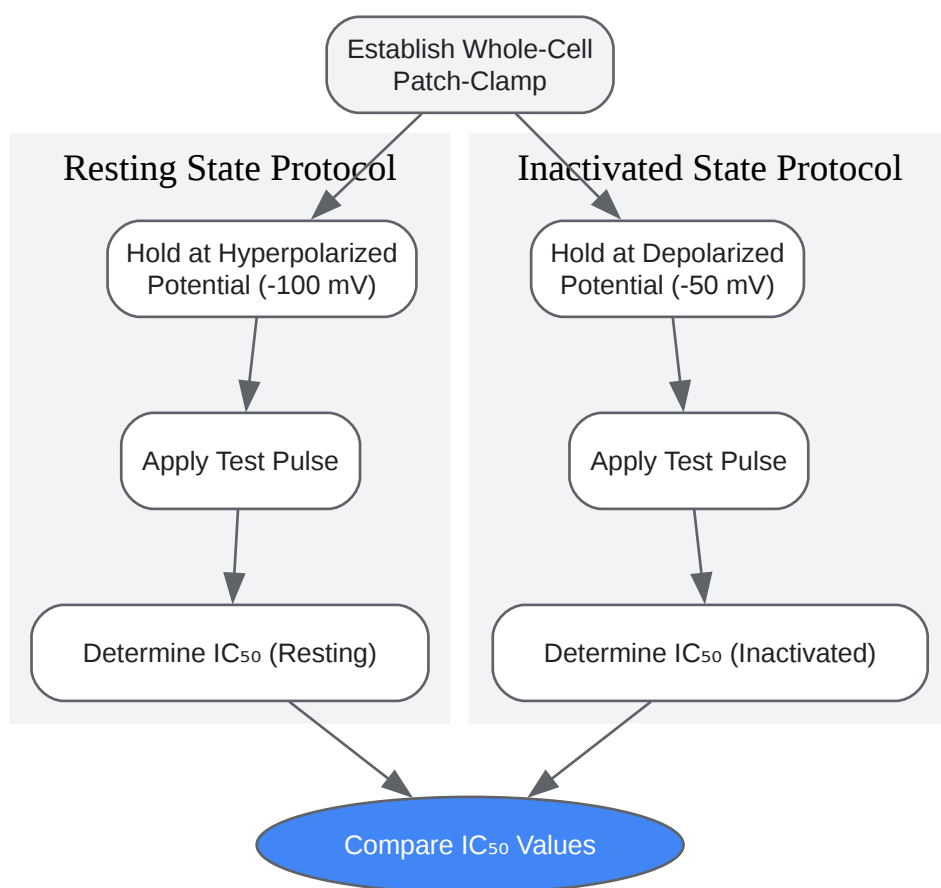 Establish Whole-Cell
Patch-Clamp
Resting State Protocol
Hold at Hyperpolarized
Potential (-100 mV)
Apply Test Pulse
Determine IC₅₀ (Resting)
Inactivated State Protocol
Hold at Depolarized
Potential (-50 mV)
Apply Test Pulse
Determine IC₅₀ (Inactivated)
Compare IC₅₀ Values